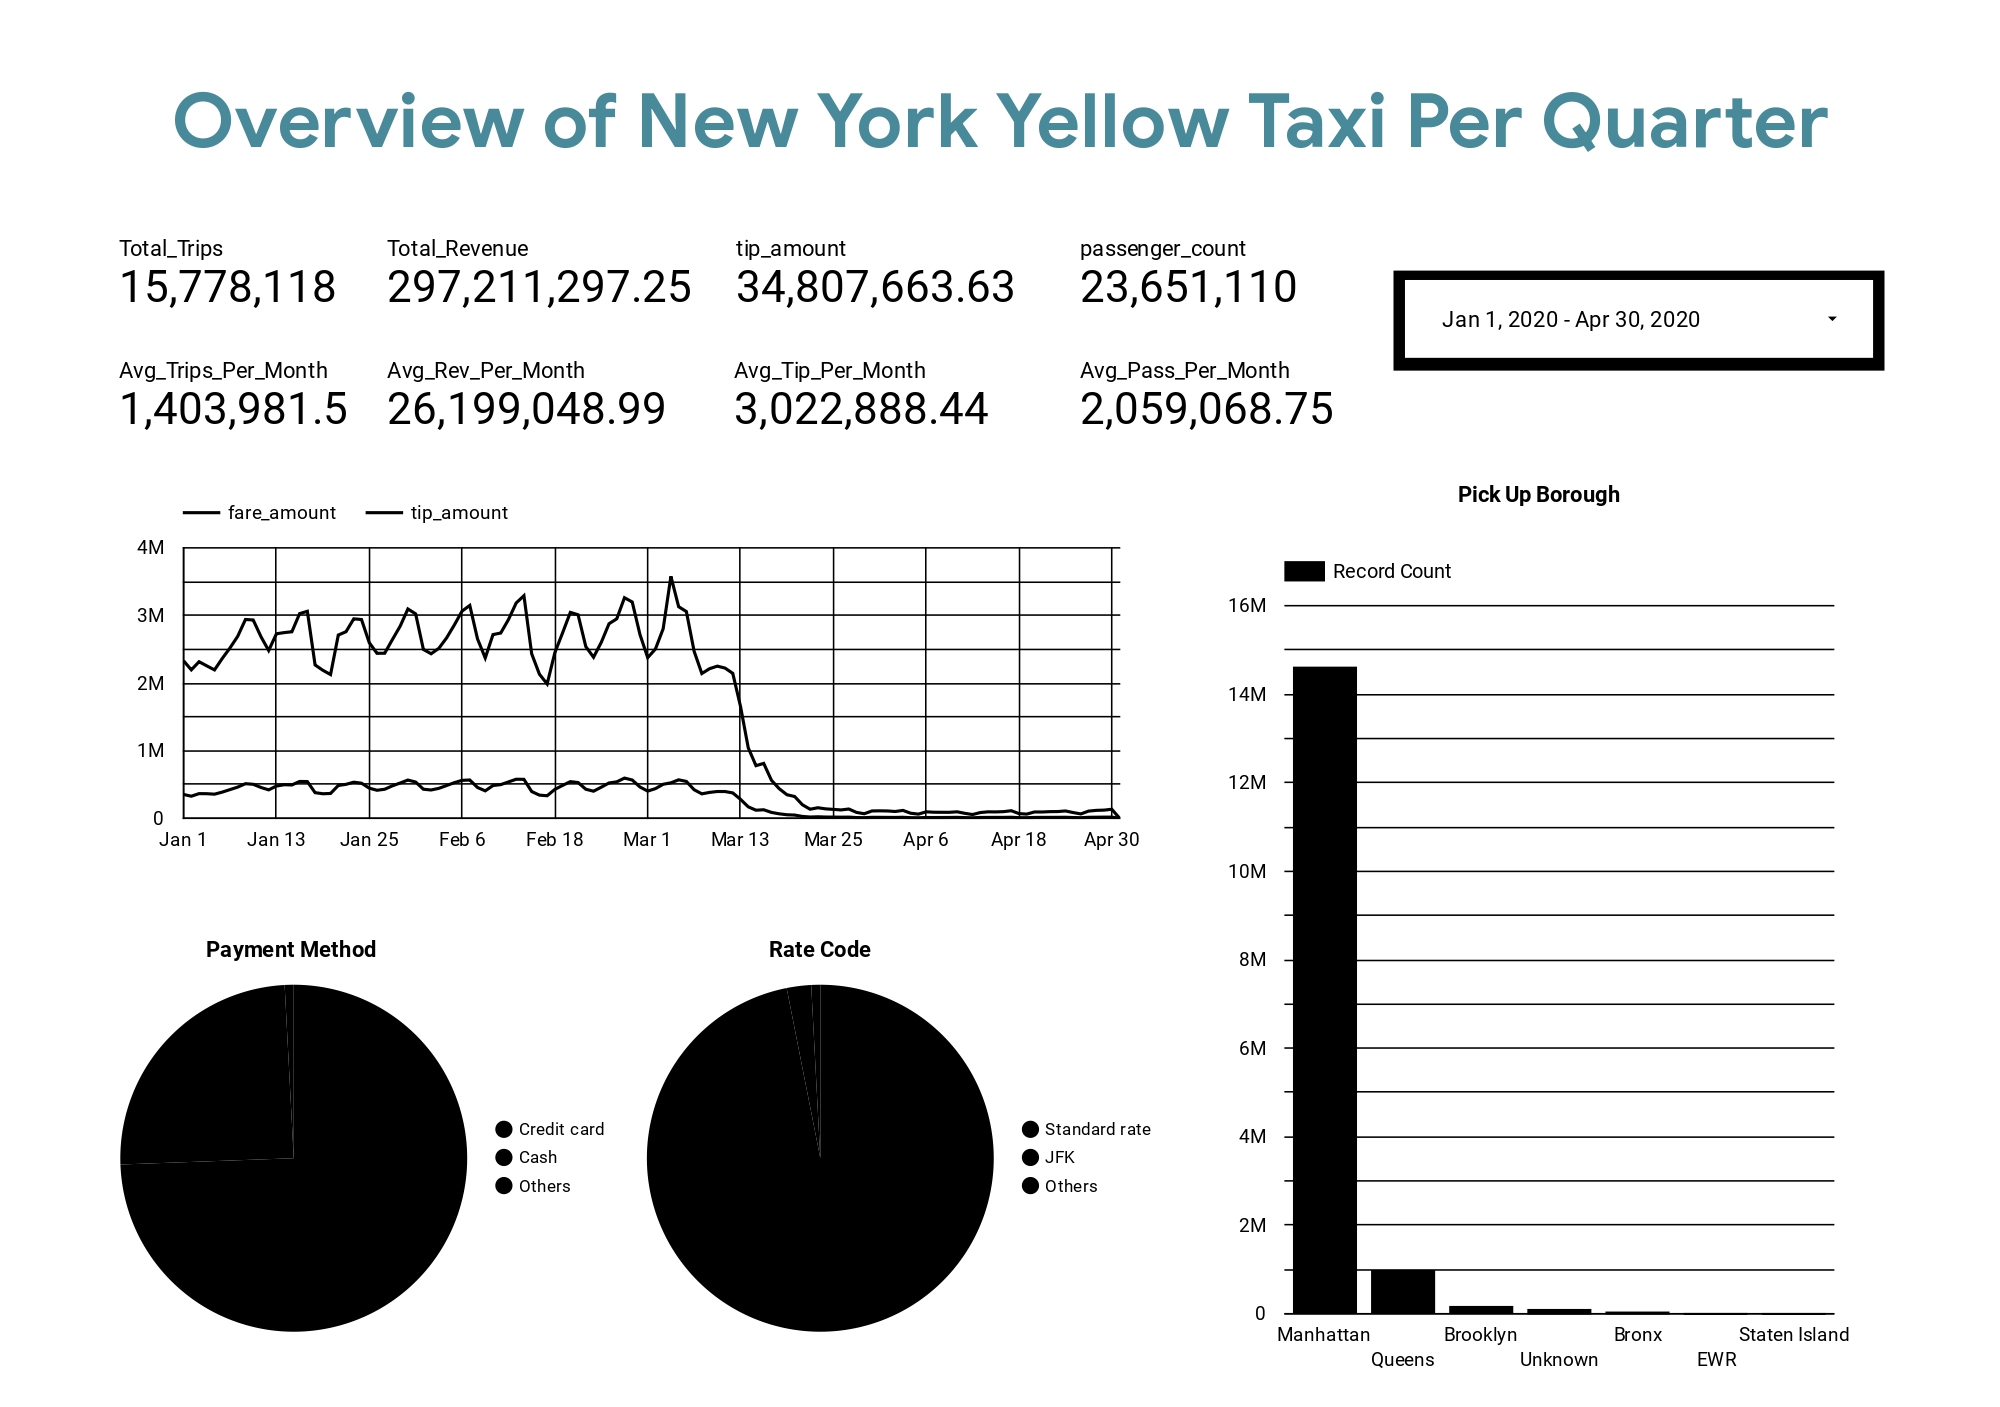 Overview of New York Yellow Taxi Per Quarter
Total_Trips
15,778,118
Total_Revenue
297,211,297.25
tip_amount
34,807,663.63
passenger_count
23,651,110
Jan 1, 2020 - Apr 30, 2020
Avg_Trips_Per_Month
1,403,981.5
Avg_Rev_Per_Month
26,199,048.99
Avg_Tip_Per_Month
3,022,888.44
Avg_Pass_Per_Month
2,059,068.75
fare_amount
tip_amount
4M
3M
2M
1M
0
Jan 1
Jan 13
Jan 25
Feb 6
Feb 18
Mar 1
Mar 13
Mar 25
Apr 6
Apr 18
Apr 30
Pick Up Borough
Record Count
16M
14M
12M
10M
8M
6M
4M
2M
0
Manhattan
Queens
Brooklyn
Unknown
Bronx
EWR
Staten Island
Payment Method
Credit card
Cash
Others
Rate Code
Standard rate
JFK
Others